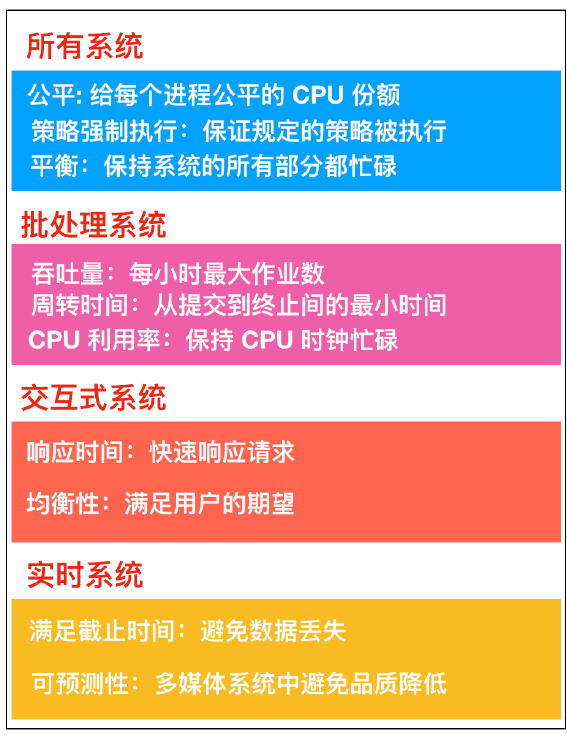 所有系统
公平: 给每个进程公平的 CPU 份额
策略强制执行：保证规定的策略被执行
平衡：保持系统的所有部分都忙碌
批处理系统
吞吐量：每小时最大作业数
周转时间：从提交到终止间的最小时间
CPU 利用率：保持 CPU 时钟忙碌
交互式系统
响应时间：快速响应请求
均衡性：满足用户的期望
实时系统
满足截止时间：避免数据丢失
可预测性：多媒体系统中避免品质降低